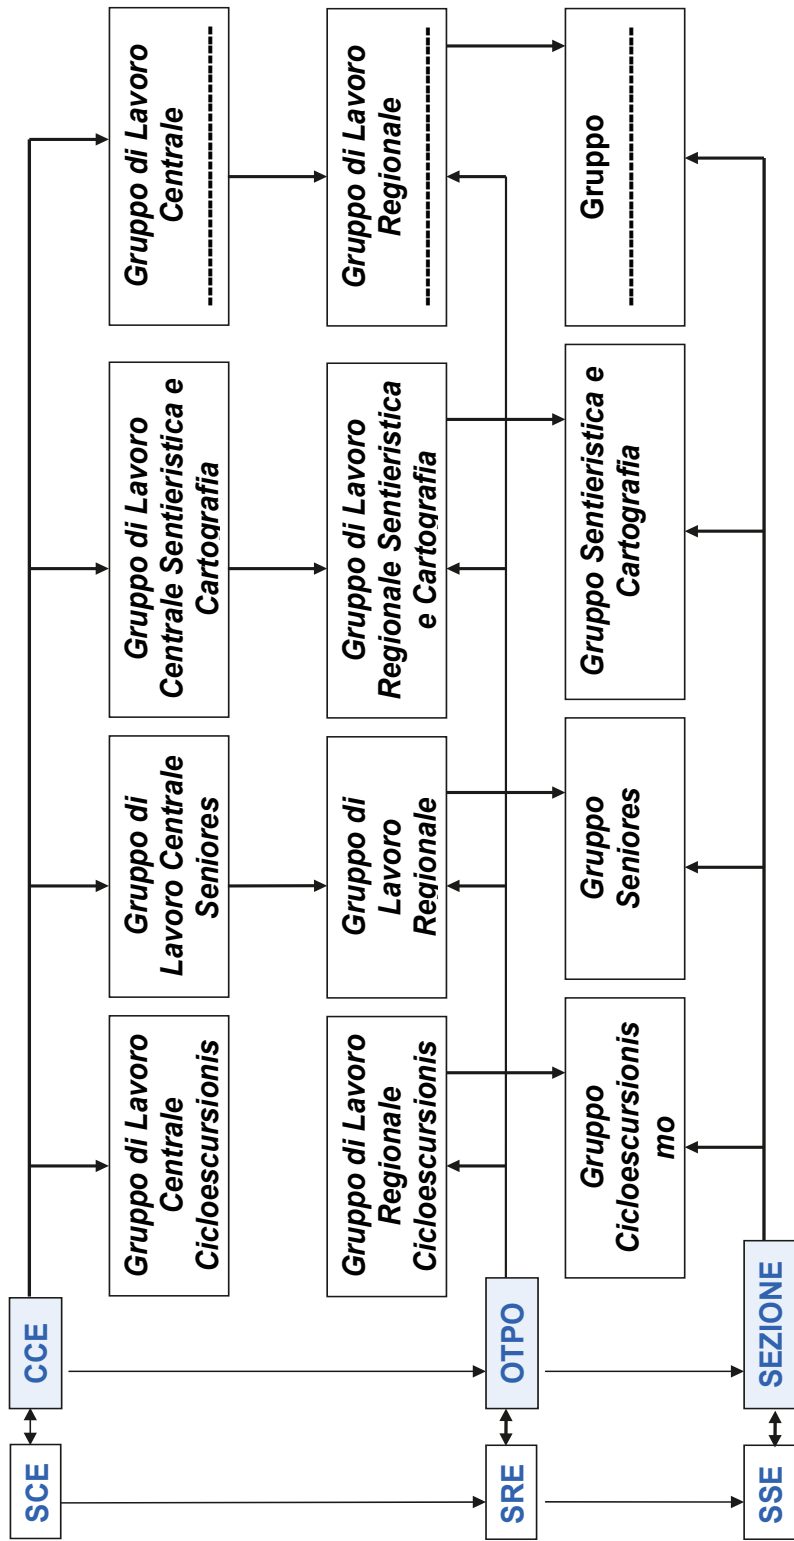 SCE
CCE
Gruppo di Lavoro
Centrale
Cicloescursionis
Gruppo di
Lavoro Centrale
Seniores
Gruppo di Lavoro
Centrale Sentieristica e
Cartografia
Gruppo di Lavoro
Centrale
Gruppo di Lavoro
Regionale
Cicloescursionis
Gruppo di
Lavoro
Regionale
Gruppo di Lavoro
Regionale Sentieristica
e Cartografia
Gruppo di Lavoro
Regionale
SRE
OTPO
Gruppo
Cicloescursionis
mo
Gruppo
Seniores
Gruppo Sentieristica e
Cartografia
Gruppo
SSE
SEZIONE